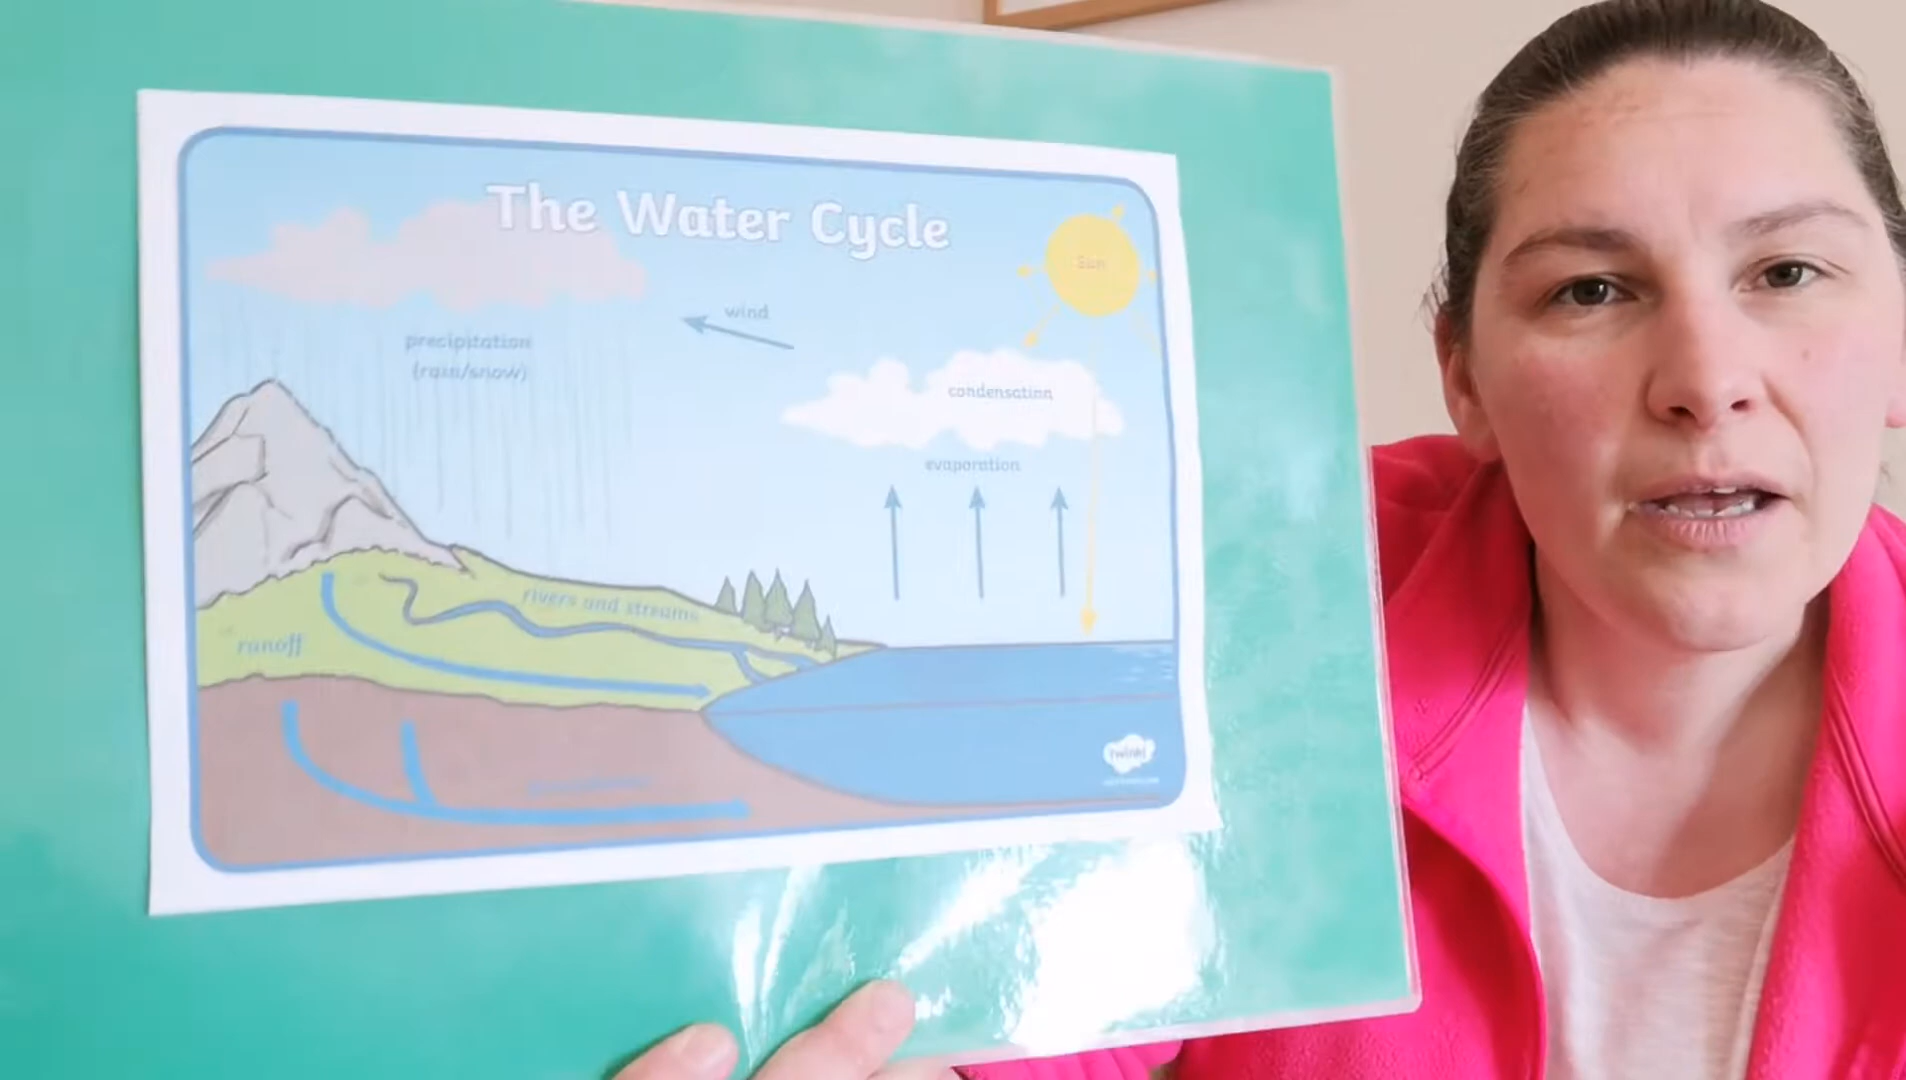 The Water Cycle
Sun
wind
precipitation
(rain/snow)
condensation
evaporation
rivers and streams
runoff
twinkl